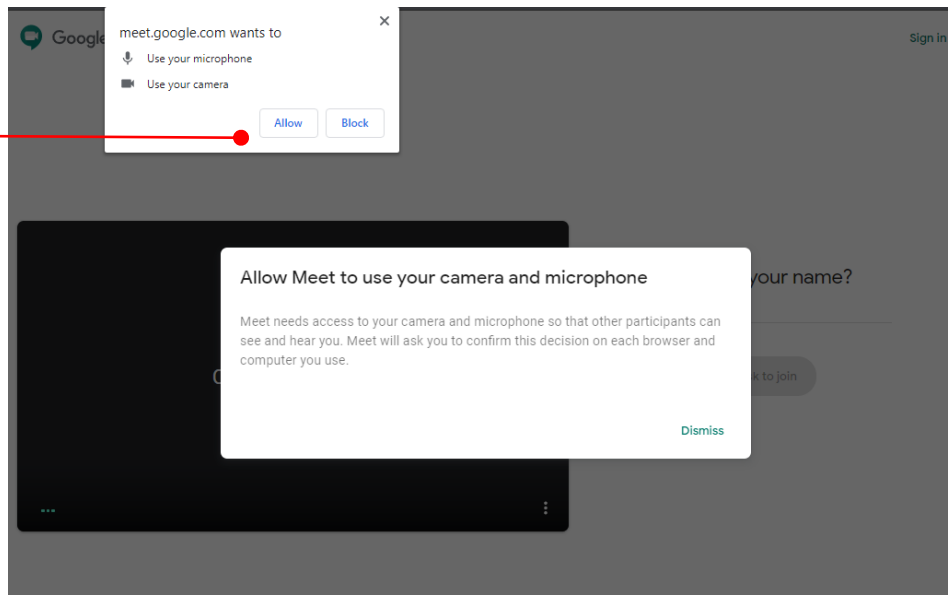 Google
meet.google.com wants to
Use your microphone
Use your camera
Allow
Block
Sign in
Allow Meet to use your camera and microphone
Meet needs access to your camera and microphone so that other participants can
see and hear you. Meet will ask you to confirm this decision on each browser and
computer you use.
Dismiss
your name?
to join